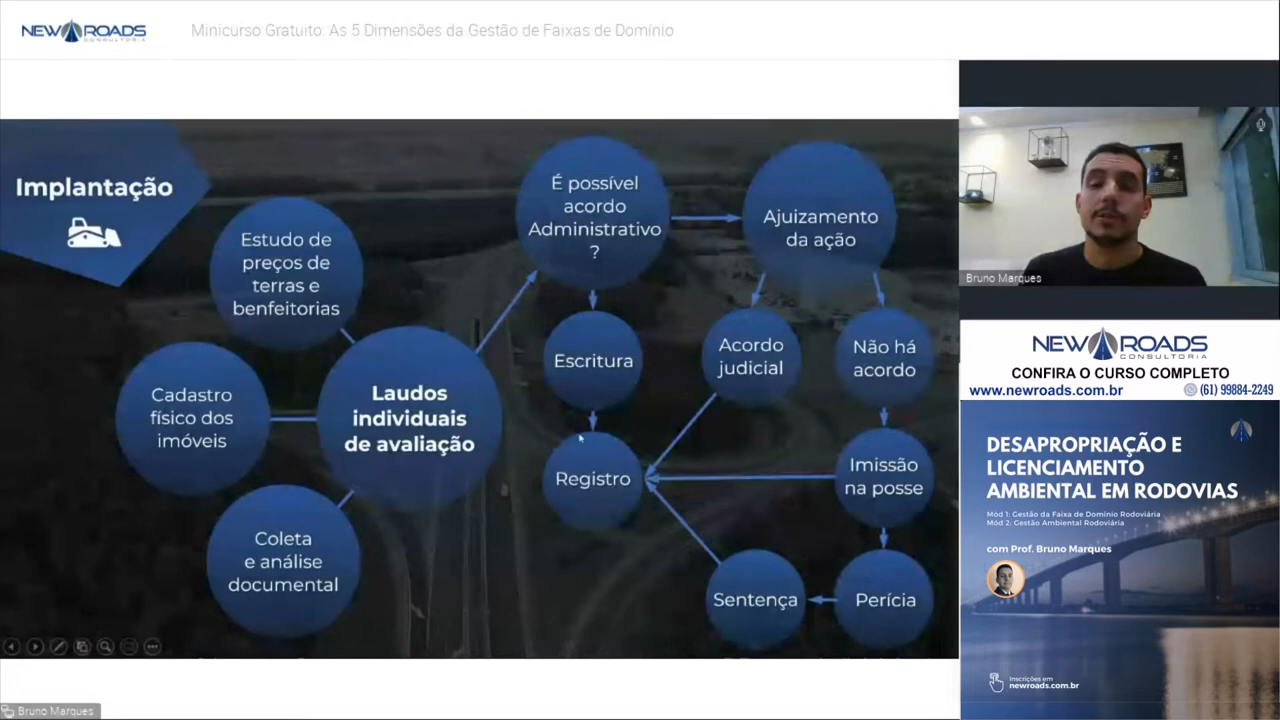 NEW ROADS
CONSULTORIA
Minicurso Gratuito: As 5 Dimensões da Gestão de Faixas de Domínio
Implantação
Estudo de
preços de
terras e
benfeitorias
Cadastro
físico dos
imóveis
Coleta
e análise
documental
Laudos
individuais
de avaliação
É possível
acordo
Administrativo
?
Escritura
Registro
Ajuizamento
da ação
Acordo
judicial
Não há
acordo
Imissão
na posse
Perícia
Sentença
Bruno Marques
Bruno Marques
NEW ROADS
CONSULTORIA
CONFIRA O CURSO COMPLETO
www.newroads.com.br (61) 99884-2249
DESAPROPRIAÇÃO E
LICENCIAMENTO
AMBIENTAL EM RODOVIAS
Mód 1: Gestão da Faixa de Domínio Rodoviária
Mód 2: Gestão Ambiental Rodoviária
com Prof. Bruno Marques
Inscrições em
newroads.com.br